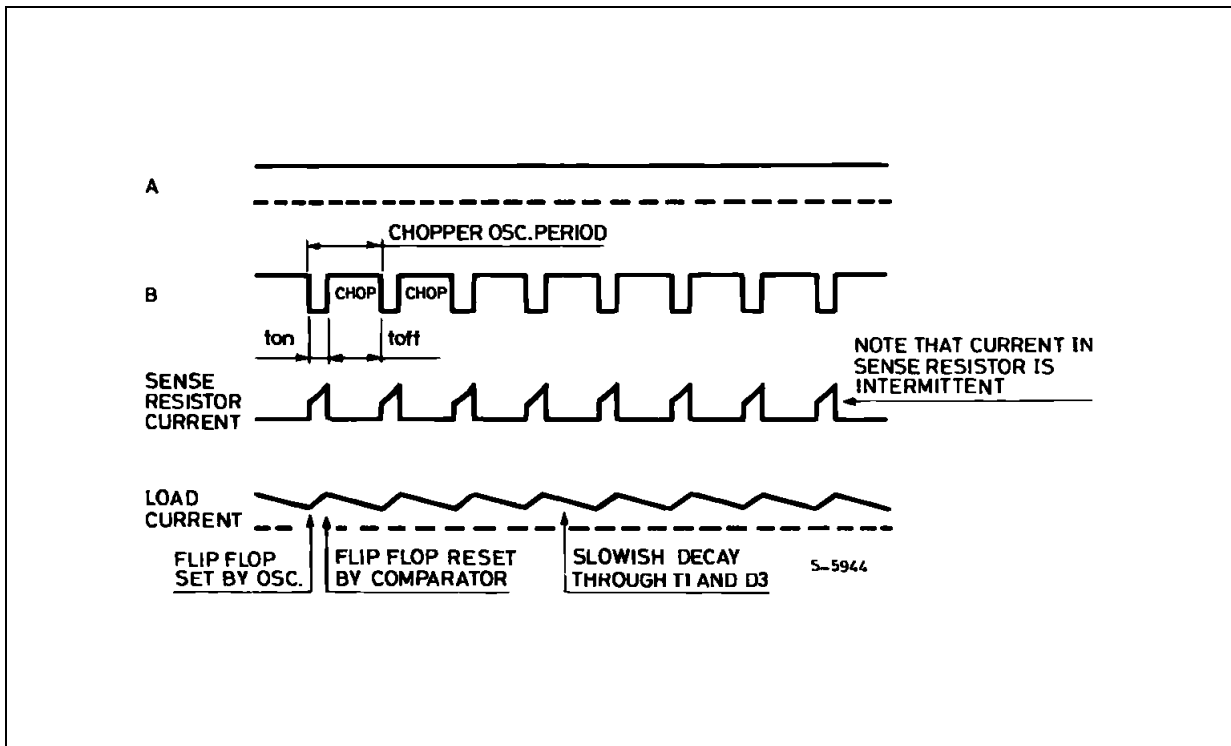 A
CHOPPER OSC. PERIOD
B
CHOP
CHOP
ton
toff
NOTE THAT CURRENT IN
SENSE RESISTOR IS
INTERMITTENT
SENSE
RESISTOR
CURRENT
LOAD
CURRENT
FLIP FLOP
SET BY OSC.
FLIP FLOP RESET
BY COMPARATOR
SLOWISH DECAY
THROUGH T1 AND D3
S-5944